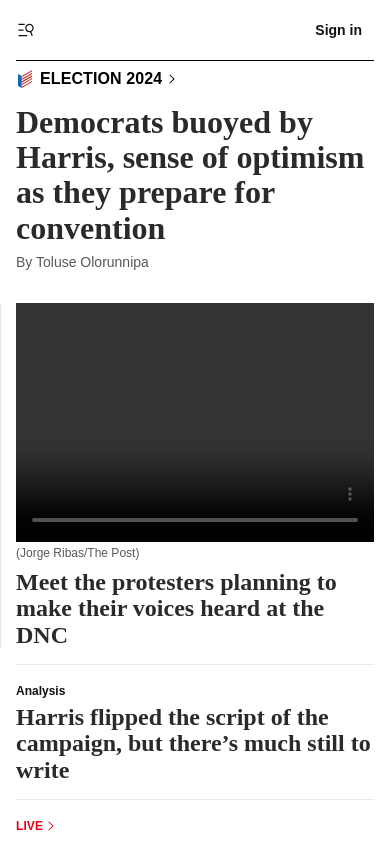 Sign in
ELECTION 2024
Democrats buoyed by
Harris, sense of optimism
as they prepare for
convention
By Toluse Olorunnipa
(Jorge Ribas/The Post)
Meet the protesters planning to
make their voices heard at the
DNC
Analysis
Harris flipped the script of the
campaign, but there’s much still to
write
LIVE